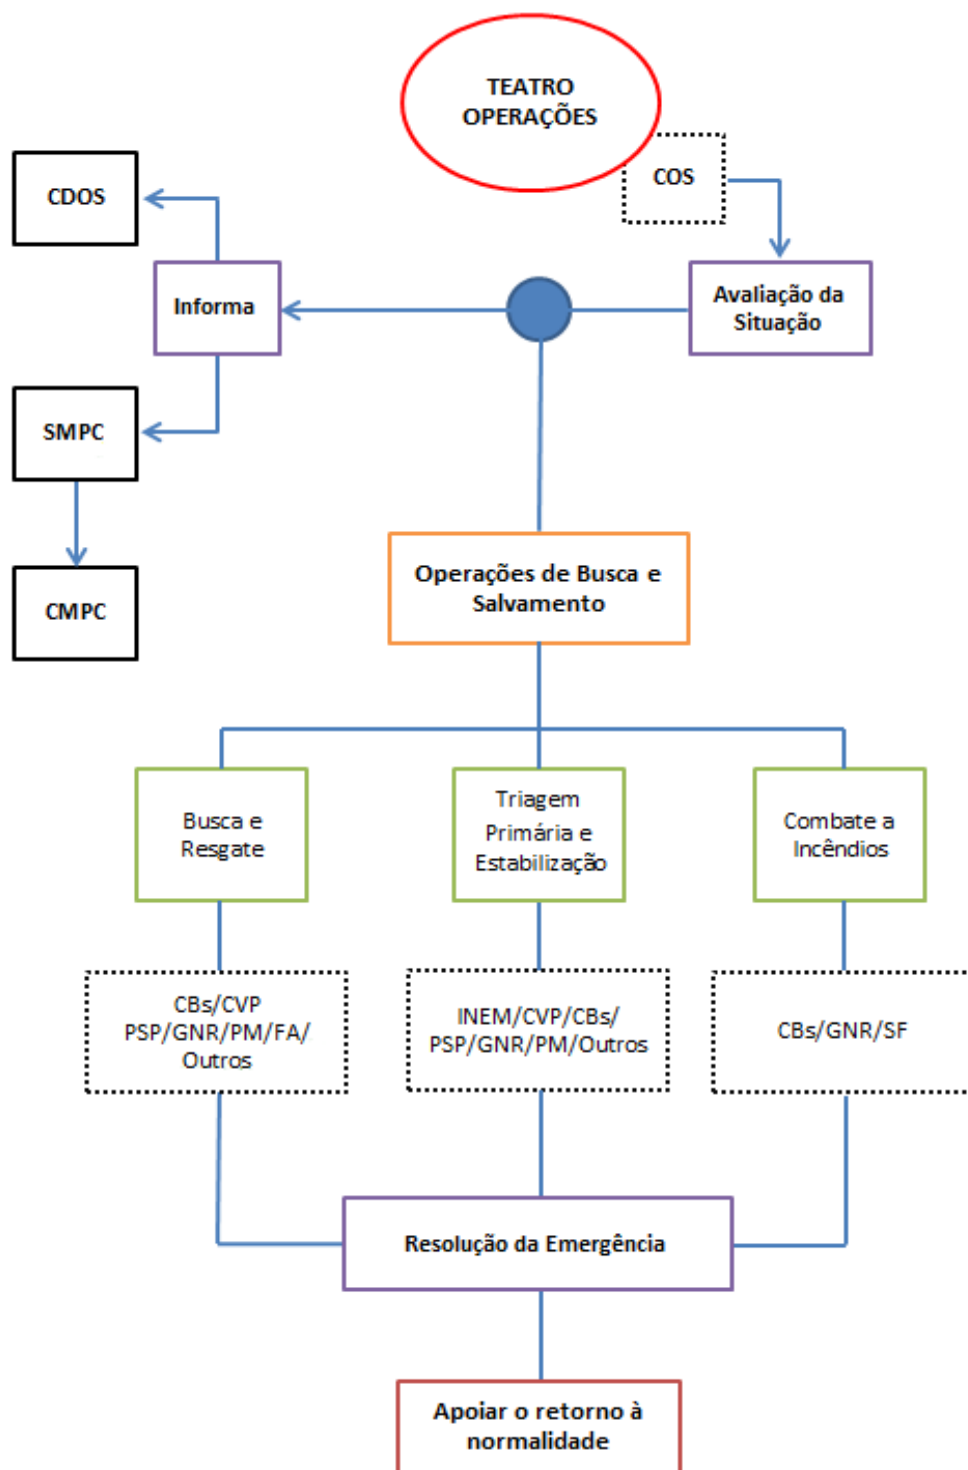 TEATRO
OPERAÇÕES
COS
CDOS
Informa
Avaliação da
Situação
SMPC
CMPC
Operações de Busca e
Salvamento
Busca e
Resgate
Triagem
Primária e
Estabilização
Combate a
Incêndios
CBs/CVP
PSP/GNR/PM/FA/
Outros
INEM/CVP/CBs/
PSP/GNR/PM/Outros
CBs/GNR/SF
Resolução da Emergência
Apoiar o retorno à
normalidade